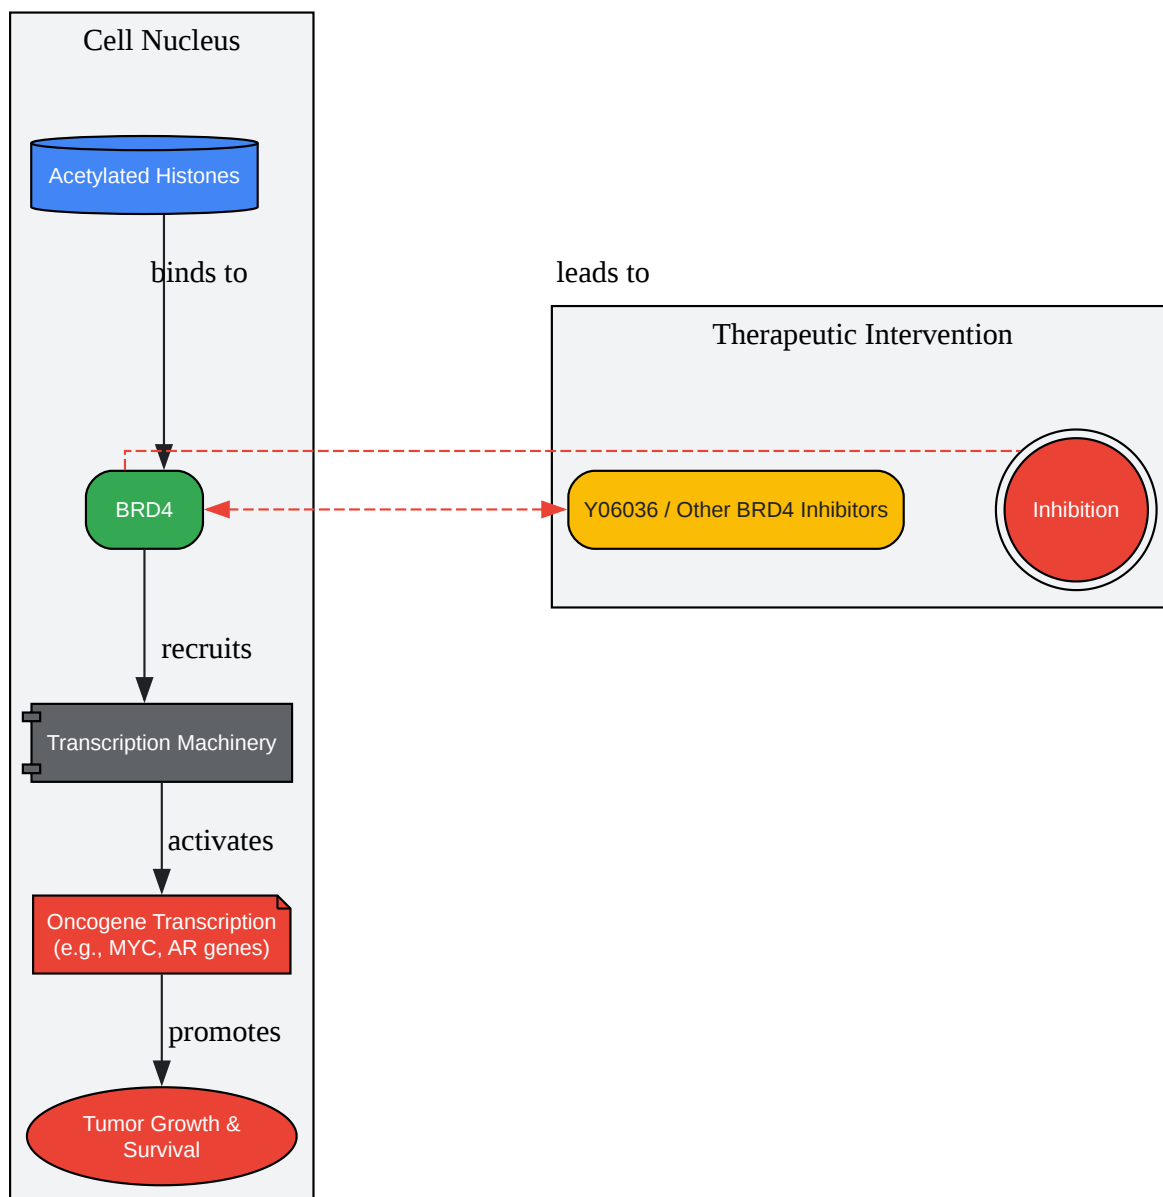 Cell Nucleus
Acetylated Histones
binds to
leads to
Therapeutic Intervention
BRD4
Y06036 / Other BRD4 Inhibitors
Inhibition
recruits
Transcription Machinery
activates
Oncogene Transcription
(e.g., MYC, AR genes)
promotes
Tumor Growth &
Survival